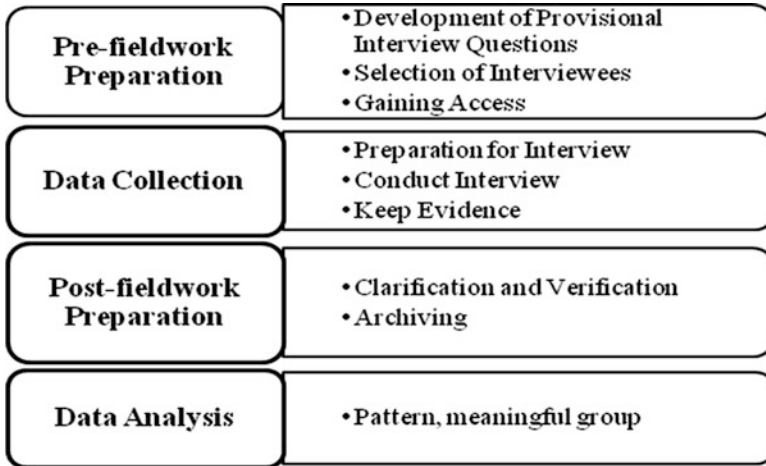 Pre-fieldwork
Preparation
• Development of Provisional
Interview Questions
• Selection of Interviewees
• Gaining Access
Data Collection
• Preparation for Interview
• Conduct Interview
• Keep Evidence
Post-fieldwork
Preparation
• Clarification and Verification
• Archiving
Data Analysis
• Pattern, meaningful group